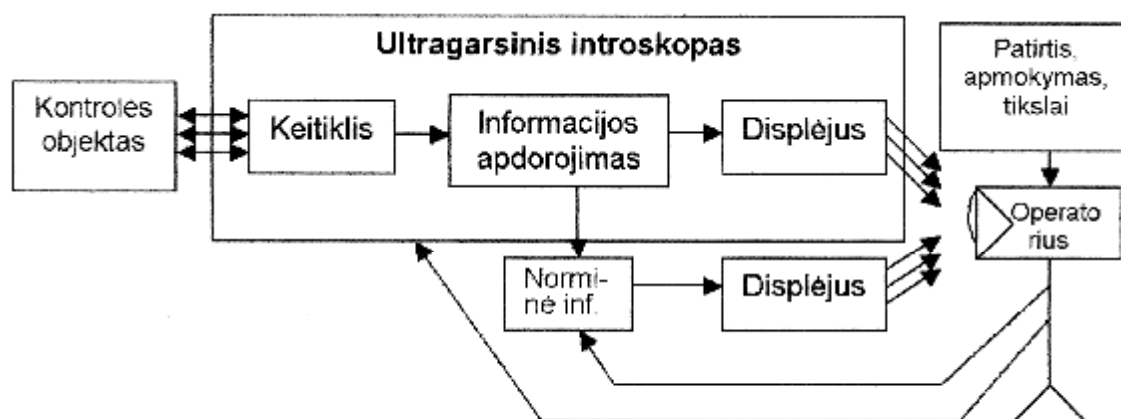 Ultragarsinis introskopas
Patirtis,
apmokymas,
tikslai
Kontroles
objektas
Keitiklis
Informacijos
apdorojimas
Displėjus
Operato
rius
Normi-
nė inf.
Displėjus